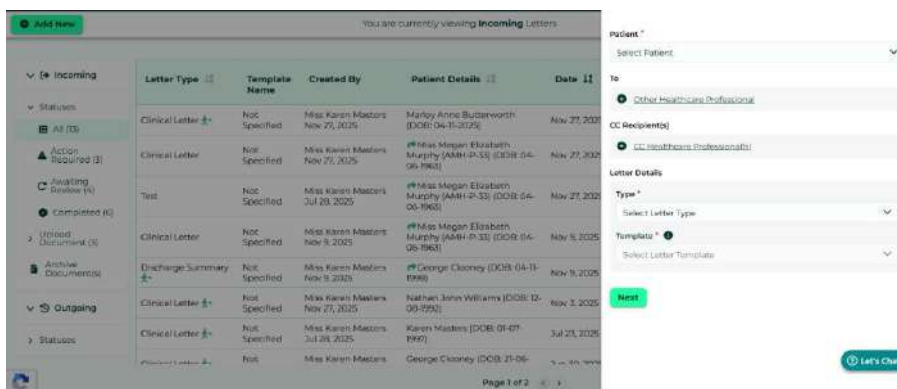 Add New
You are currently viewing Incoming Letters
Incoming
Statuses
All (13)
Action Required (3)
Awaiting Review (4)
Completed (6)
Upload Document (3)
Archive Document(s)
Outgoing
Statuses
Letter Type
Template Name
Created By
Patient Details
Date
Clinical Letter
Not Specified
Miss Karen Masters Nov 27, 2025
Marley Anne Butterworth (DOB: 04-11-2025)
Nov 27, 202
Clinical Letter
Not Specified
Miss Karen Masters Nov 27, 2025
Miss Megan Elizabeth Murphy (AMH-P-33) (DOB: 04-06-1963)
Nov 27, 202
Test
Not Specified
Miss Karen Masters Jul 28, 2025
Miss Megan Elizabeth Murphy (AMH-P-33) (DOB: 04-06-1963)
Nov 27, 202
Clinical Letter
Not Specified
Miss Karen Masters Nov 9, 2025
Miss Megan Elizabeth Murphy (AMH-P-33) (DOB: 04-06-1963)
Nov 9, 2025
Discharge Summary
Not Specified
Miss Karen Masters Nov 9, 2025
George Clooney (DOB: 04-11-1998)
Nov 9, 2025
Clinical Letter
Not Specified
Miss Karen Masters Nov 27, 2025
Nathan John Williams (DOB: 12-08-1992)
Nov 3, 2025
Clinical Letter
Not Specified
Miss Karen Masters Jul 28, 2025
Karen Masters (DOB: 01-07-1997)
Jul 23, 2025
Clinical Letter
Not
Miss Karen Masters
George Clooney (DOB: 21-06-
Page 1 of 2
Patient *
Select Patient
To
Other Healthcare Professional
CC Recipient(s)
CC Healthcare Professional(s)
Letter Details
Type *
Select Letter Type
Template *
Select Letter Template
Next
Let's Cha